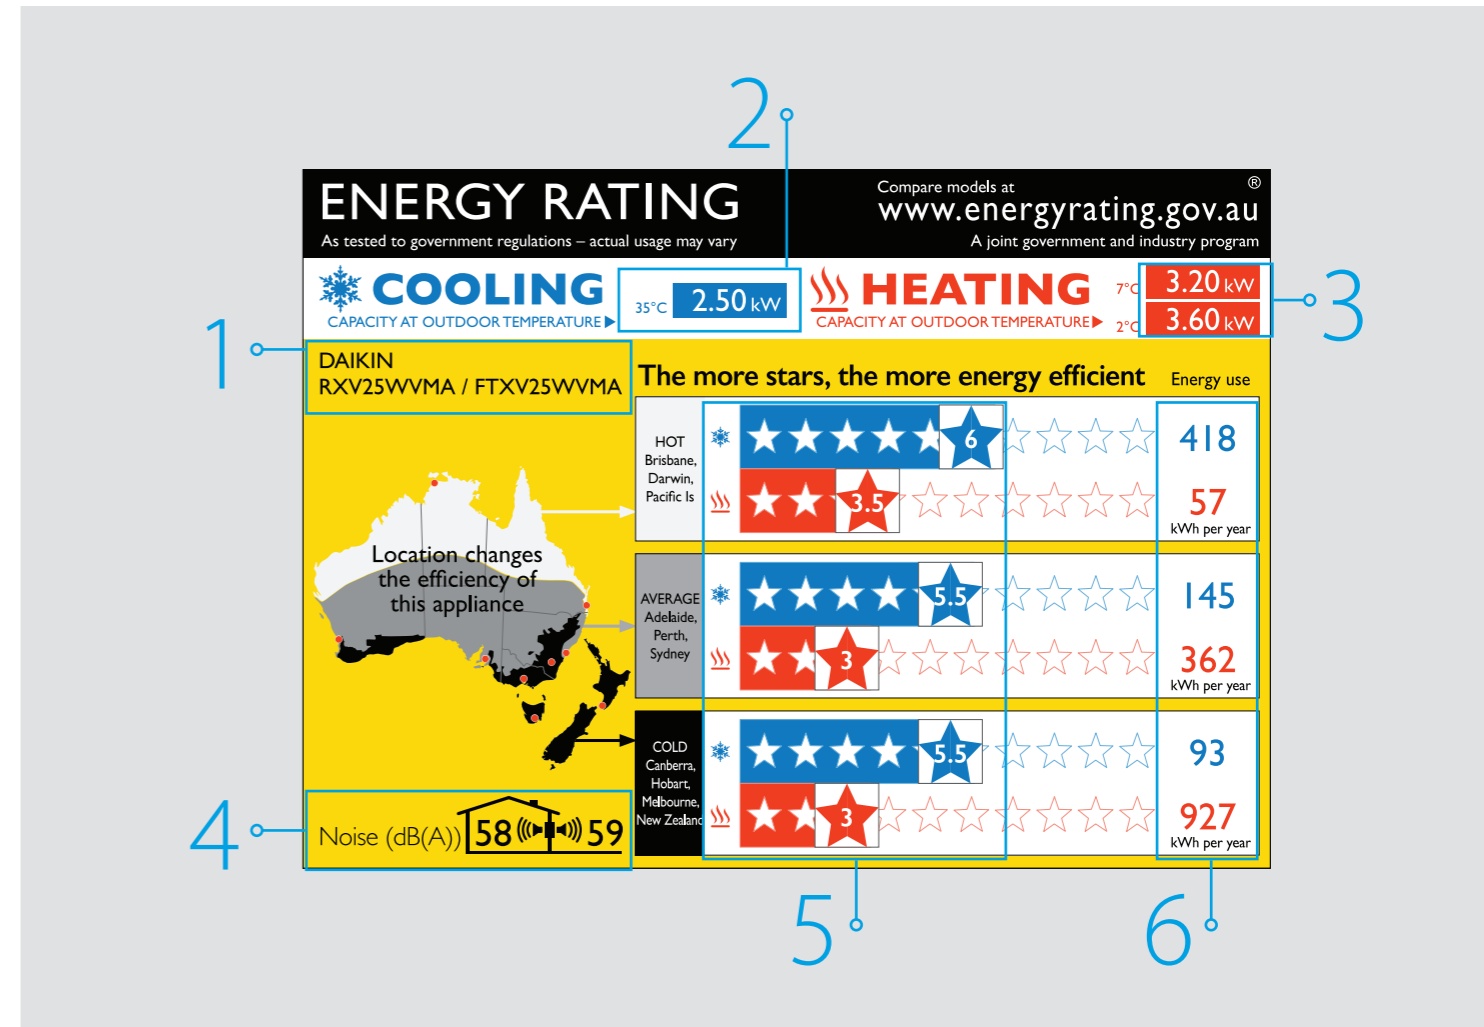 2
ENERGY RATING
As tested to government regulations – actual usage may vary
Compare models at
®
www.energyrating.gov.au
A joint government and industry program
COOLING
CAPACITY AT OUTDOOR TEMPERATURE
35°C 2.50 kW
HEATING
CAPACITY AT OUTDOOR TEMPERATURE
7°C 3.20 kW
2°C 3.60 kW
3
1
DAIKIN
RXV25WVMA / FTXV25WVMA
The more stars, the more energy efficient
Energy use
HOT
Brisbane,
Darwin,
Pacific Is
6
418
3.5
57
kWh per year
Location changes
the efficiency of
this appliance
AVERAGE
Adelaide,
Perth,
Sydney
5.5
145
3
362
kWh per year
COLD
Canberra,
Hobart,
Melbourne,
New Zealand
5.5
93
3
927
kWh per year
4
Noise (dB(A)) 58 59
5
6